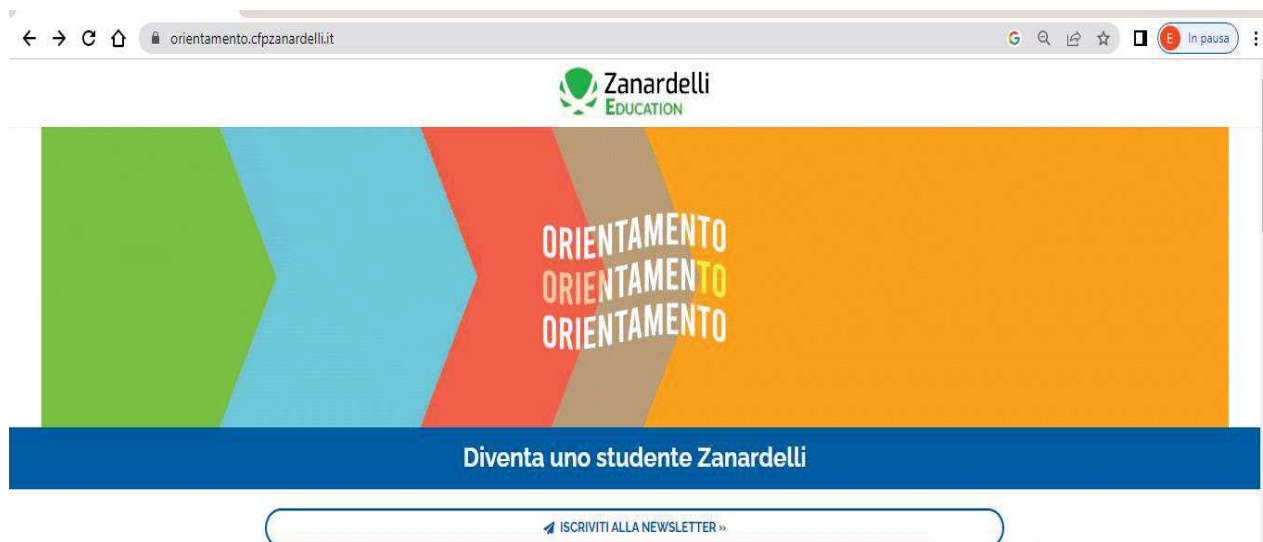 orientamento.cfpzanardelli.it
G
E In pausa
Zanardelli
EDUCATION
ORIENTAMENTO
ORIENTAMENTO
ORIENTAMENTO
Diventa uno studente Zanardelli
ISCRIVITI ALLA NEWSLETTER »